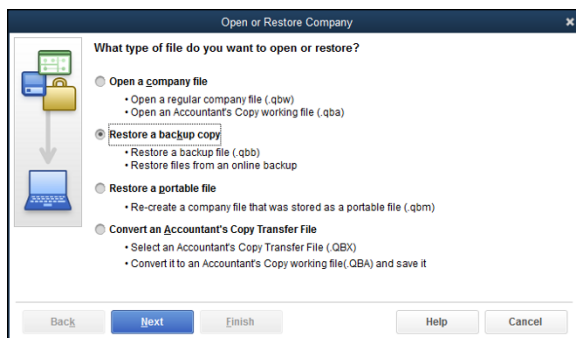 Open or Restore Company
What type of file do you want to open or restore?
Open a company file
• Open a regular company file (.qbw)
• Open an Accountant's Copy working file (.qba)
Restore a backup copy
• Restore a backup file (.qbb)
• Restore files from an online backup
Restore a portable file
• Re-create a company file that was stored as a portable file (.qbm)
Convert an Accountant's Copy Transfer File
• Select an Accountant's Copy Transfer File (.QBX)
• Convert it to an Accountant's Copy working file(.QBA) and save it
Back Next Finish Help Cancel